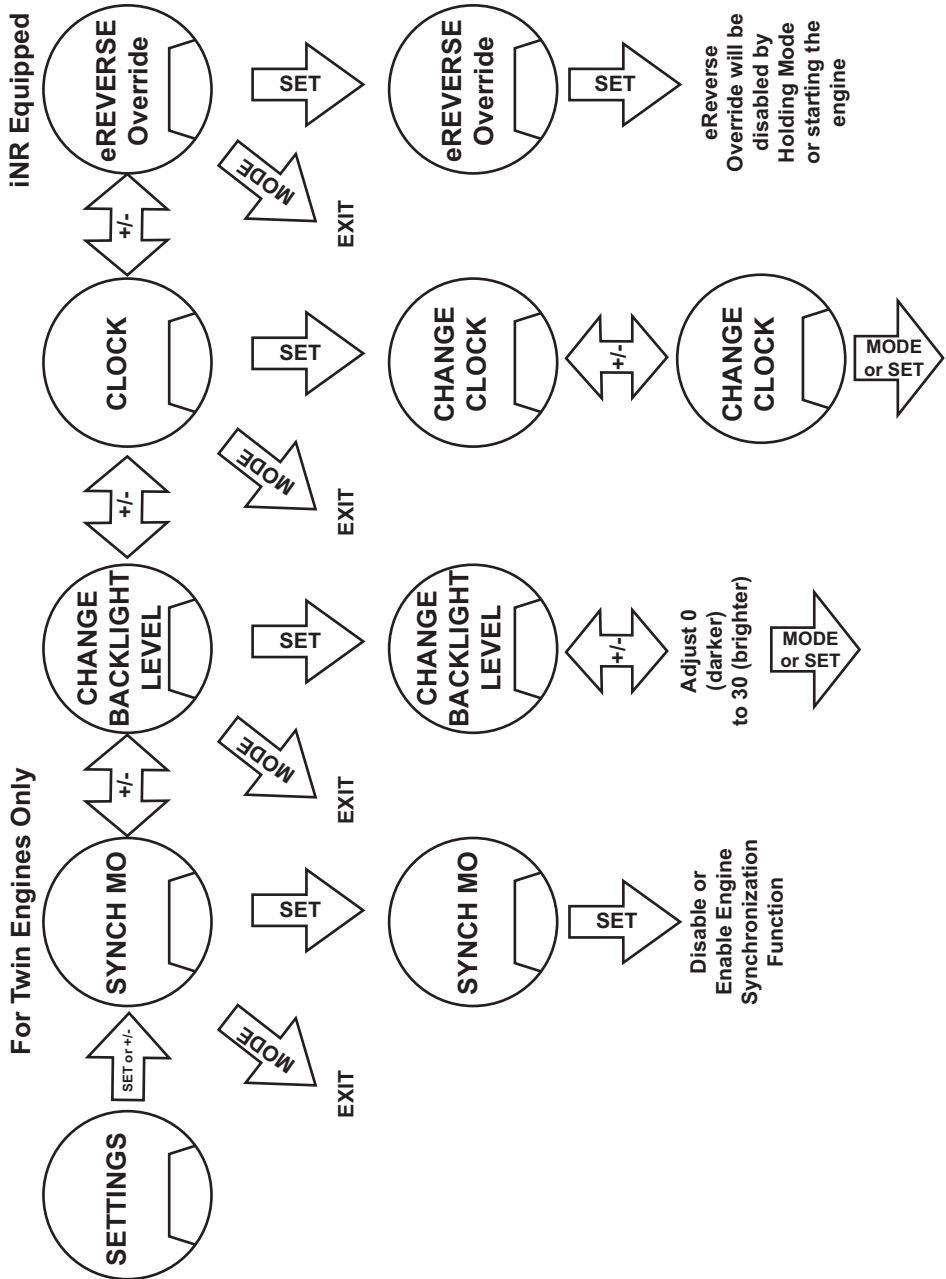 For Twin Engines Only
iNR Equipped
SETTINGS
SET or +/-
SYNCH MO
+/-
CHANGE
BACKLIGHT
LEVEL
+/-
CLOCK
+/-
eREVERSE
Override
MODE
EXIT
SET
MODE
EXIT
SET
MODE
EXIT
SET
MODE
EXIT
SET
SYNCH MO
CHANGE
BACKLIGHT
LEVEL
CHANGE
CLOCK
eREVERSE
Override
SET
+/-
+/-
SET
Disable or
Enable Engine
Synchronization
Function
Adjust 0
(darker)
to 30 (brighter)
MODE
or SET
CHANGE
CLOCK
MODE
or SET
eReverse
Override will be
disabled by
Holding Mode
or starting the
engine